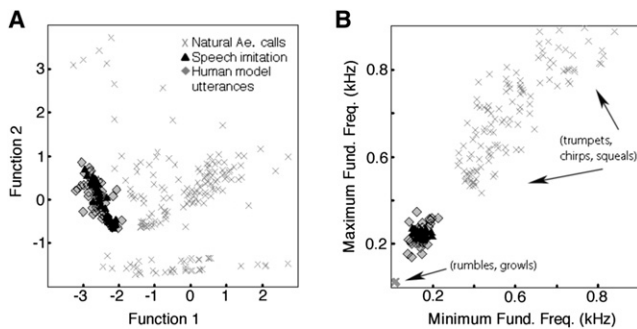 A
Natural Ae. calls
Speech imitation
Human model
utterances
Function 2
3
2
1
0
-1
-3
-2
-1
0
1
2
Function 1
B
Maximum Fund. Freq. (kHz)
0.8
0.6
0.2
(trumpets,
chirps, squeals)
(rumbles, growls)
0.2
0.4
0.6
0.8
Minimum Fund. Freq. (kHz)